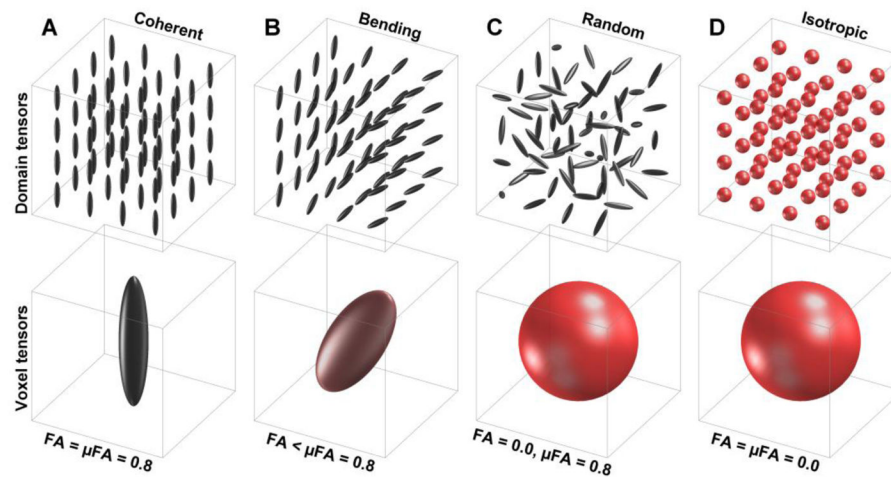 A Coherent
B Bending
C Random
D Isotropic
Domain tensors
Voxel tensors
FA = μFA = 0.8
FA < μFA = 0.8
FA = 0.0, μFA = 0.8
FA = μFA = 0.0